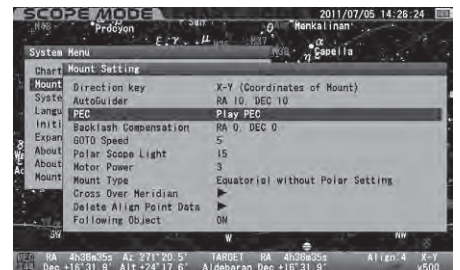 SCOPE MODE 2011/07/05 14:26:24
Procyon Menkalinan
Capella
System Menu
Chart Mount Setting
Mount Direction key X-Y (Coordinates of Mount)
Syste AutoGuider RA 10, DEC 10
Langu PEC Play PEC
Initi Backlash Compensation RA 0, DEC 0
Expan GOTO Speed 5
About Polar Scope Light 15
About Motor Power 3
Mount Mount Type Equatorial without Polar Setting
Cross Over Meridian ▶
Delete Align Point Data ▶
Following Object ON
SW W NW
RA 4h36m35s Az 271°20.5' TARGET RA 4h36m35s Align:4 X-Y
Dec +16°31.9' Alt +24°17.6' Aldebaran Dec +16°31.9' x500